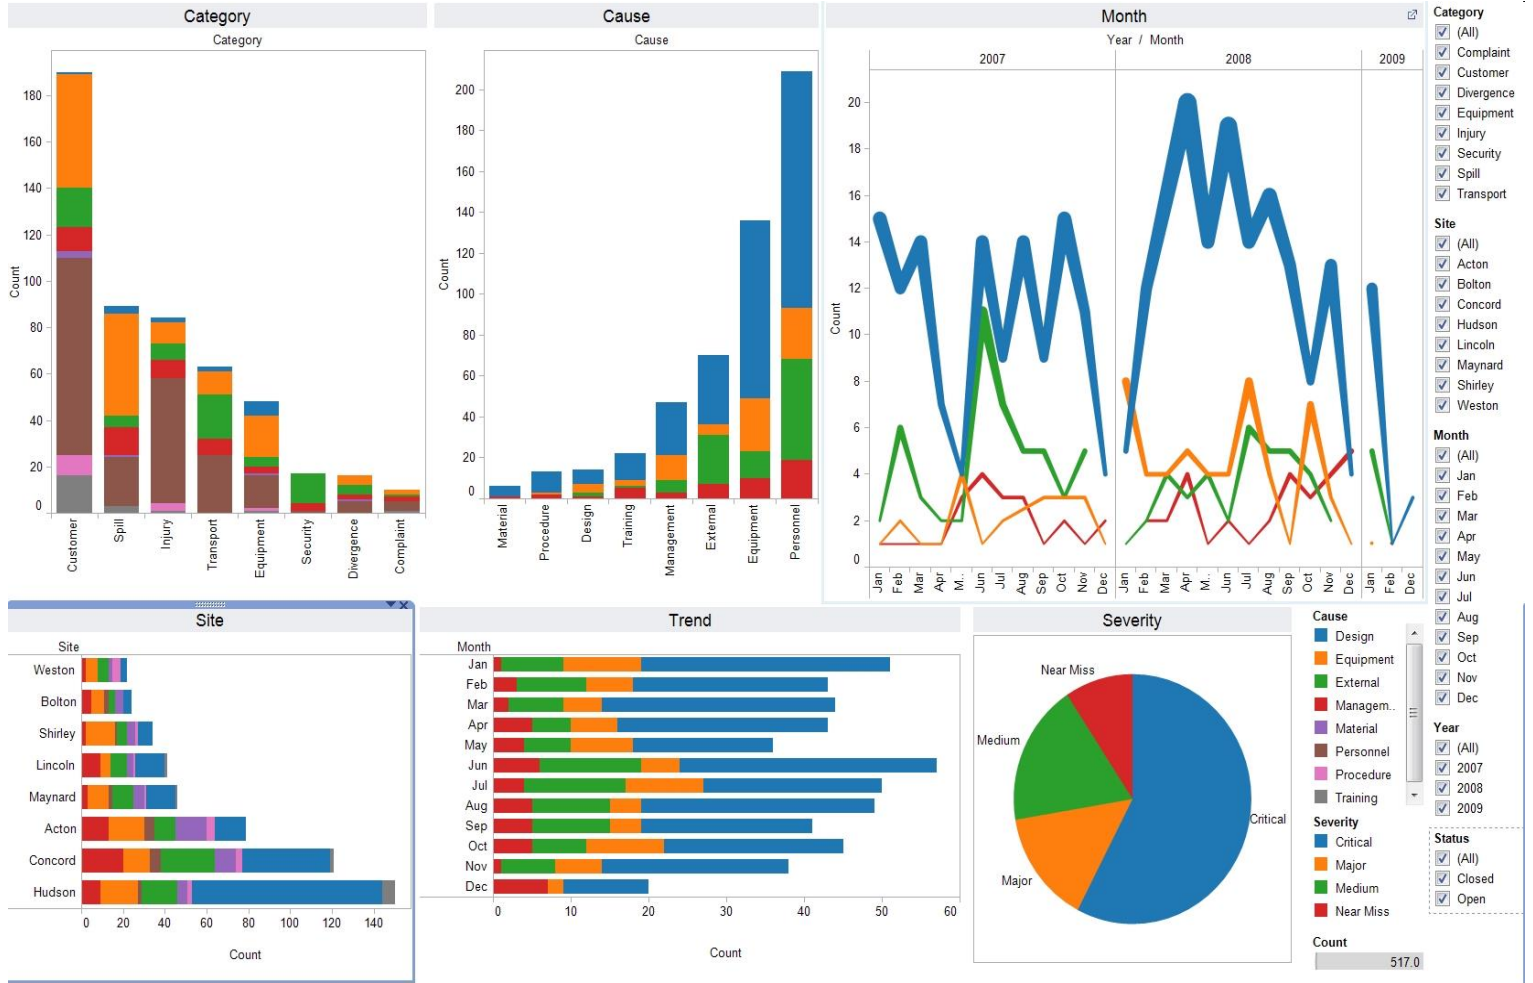 Category
Category
Count
180
160
140
120
100
80
60
40
20
0
Customer
Spill
Injury
Transport
Equipment
Security
Divergence
Complaint
Cause
Cause
Count
200
180
160
140
120
100
80
60
40
20
0
Material
Procedure
Design
Training
Management
External
Equipment
Personnel
Month
Year / Month
2007 2008 2009
Count
20
18
16
14
12
10
8
6
4
2
0
Jan Feb Mar Apr M.. Jun Jul Aug Sep Oct Nov Dec Jan Feb Mar Apr M.. Jun Jul Aug Sep Oct Nov Dec Jan Feb Dec
Category
(All)
Complaint
Customer
Divergence
Equipment
Injury
Security
Spill
Transport
Site
(All)
Acton
Bolton
Concord
Hudson
Lincoln
Maynard
Shirley
Weston
Month
(All)
Jan
Feb
Mar
Apr
May
Jun
Jul
Aug
Sep
Oct
Nov
Dec
Year
(All)
2007
2008
2009
Status
(All)
Closed
Open
Site
Site
Weston
Bolton
Shirley
Lincoln
Maynard
Acton
Concord
Hudson
0 20 40 60 80 100 120 140
Count
Trend
Month
Jan
Feb
Mar
Apr
May
Jun
Jul
Aug
Sep
Oct
Nov
Dec
0 10 20 30 40 50 60
Count
Severity
Near Miss
Medium
Major
Critical
Cause
Design
Equipment
External
Managem..
Material
Personnel
Procedure
Training
Severity
Critical
Major
Medium
Near Miss
Count
517.0